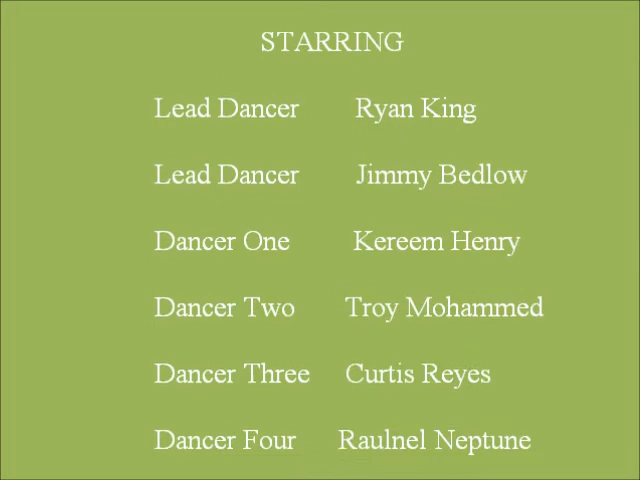 STARRING
Lead Dancer Ryan King
Lead Dancer Jimmy Bedlow
Dancer One Kereem Henry
Dancer Two Troy Mohammed
Dancer Three Curtis Reyes
Dancer Four Raulnel Neptune